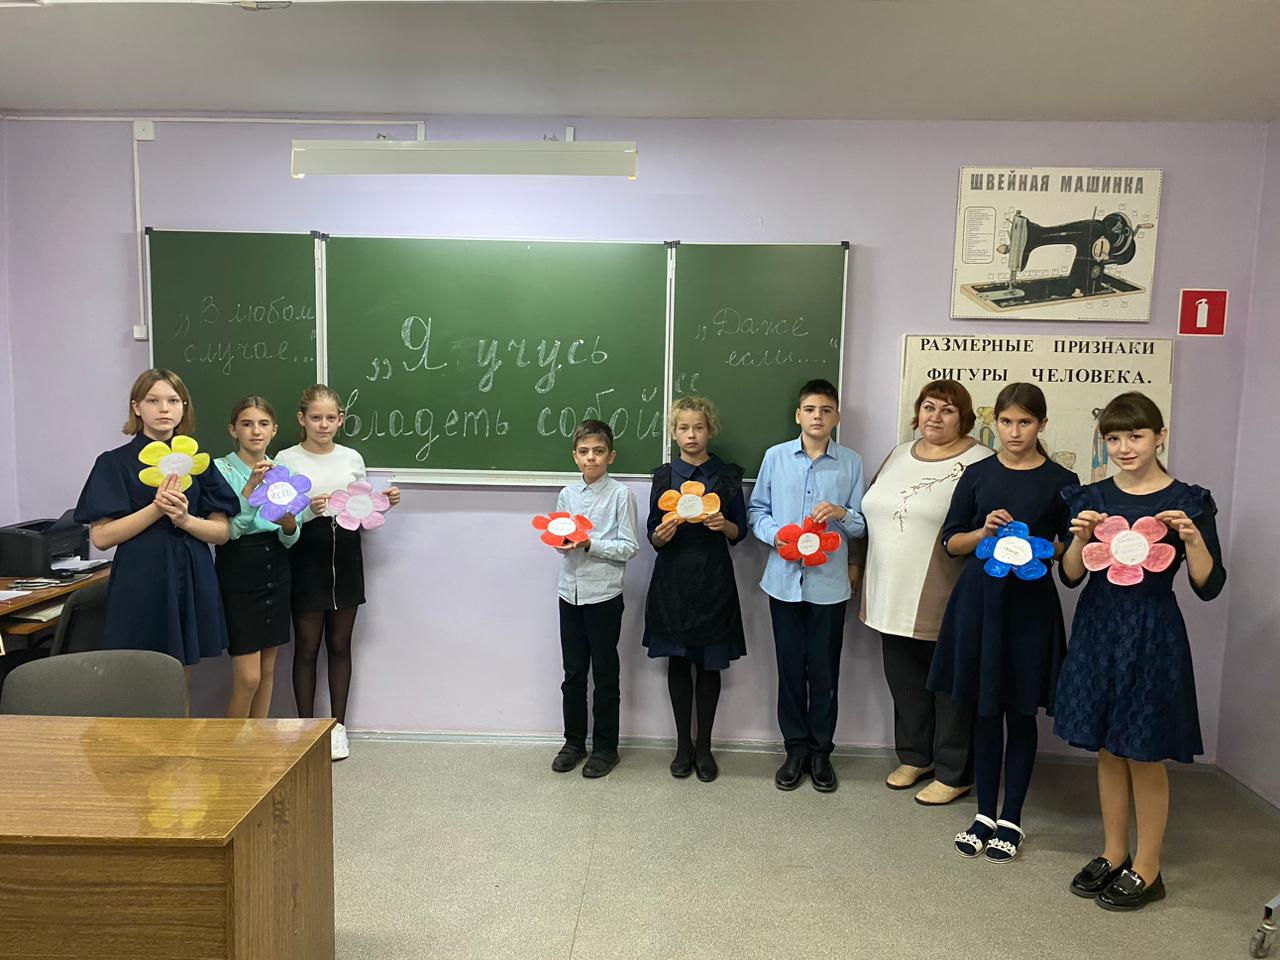 „В любом
случае..."
„Я учусь
владеть собой"
„Даже
если...."
ШВЕЙНАЯ МАШИНКА
РАЗМЕРНЫЕ ПРИЗНАКИ
ФИГУРЫ ЧЕЛОВЕКА.